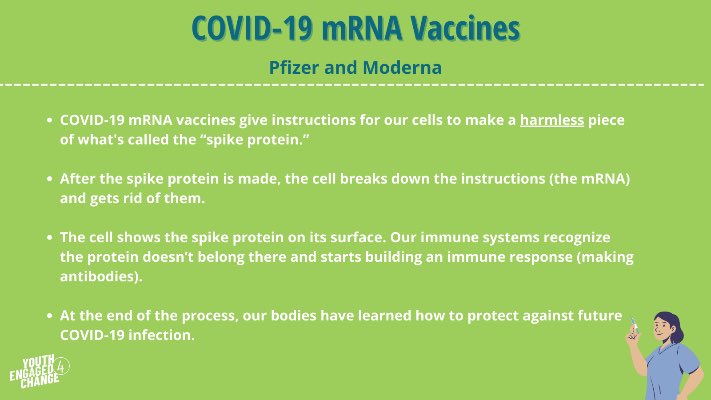 COVID-19 mRNA Vaccines
Pfizer and Moderna
• COVID-19 mRNA vaccines give instructions for our cells to make a harmless piece
of what's called the “spike protein.”
• After the spike protein is made, the cell breaks down the instructions (the mRNA)
and gets rid of them.
• The cell shows the spike protein on its surface. Our immune systems recognize
the protein doesn’t belong there and starts building an immune response (making
antibodies).
• At the end of the process, our bodies have learned how to protect against future
COVID-19 infection.
YOUTH
ENGAGED 4
CHANGE